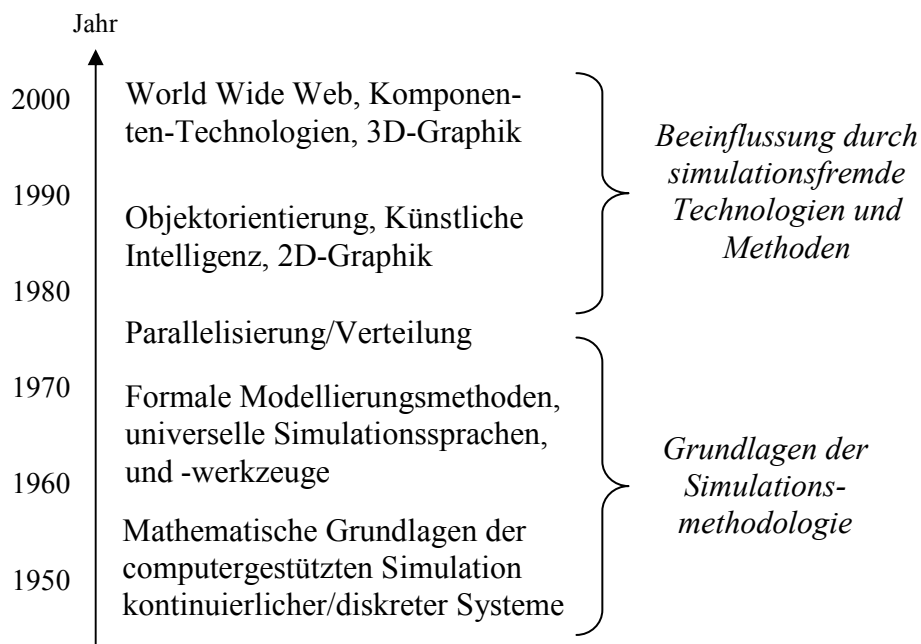 Jahr
2000
World Wide Web, Komponen-
ten-Technologien, 3D-Graphik
Beeinflussung durch
simulationsfremde
Technologien und
Methoden
1990
Objektorientierung, Künstliche
Intelligenz, 2D-Graphik
1980
Parallelisierung/Verteilung
1970
Formale Modellierungsmethoden,
universelle Simulationssprachen,
und -werkzeuge
Grundlagen der
Simulations-
methodologie
1960
Mathematische Grundlagen der
computergestützten Simulation
kontinuierlicher/diskreter Systeme
1950